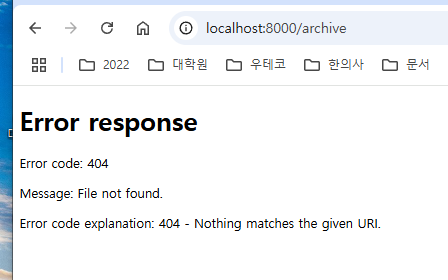 localhost:8000/archive
2022 대학원 우테코 한의사 문서
Error response
Error code: 404
Message: File not found.
Error code explanation: 404 - Nothing matches the given URI.